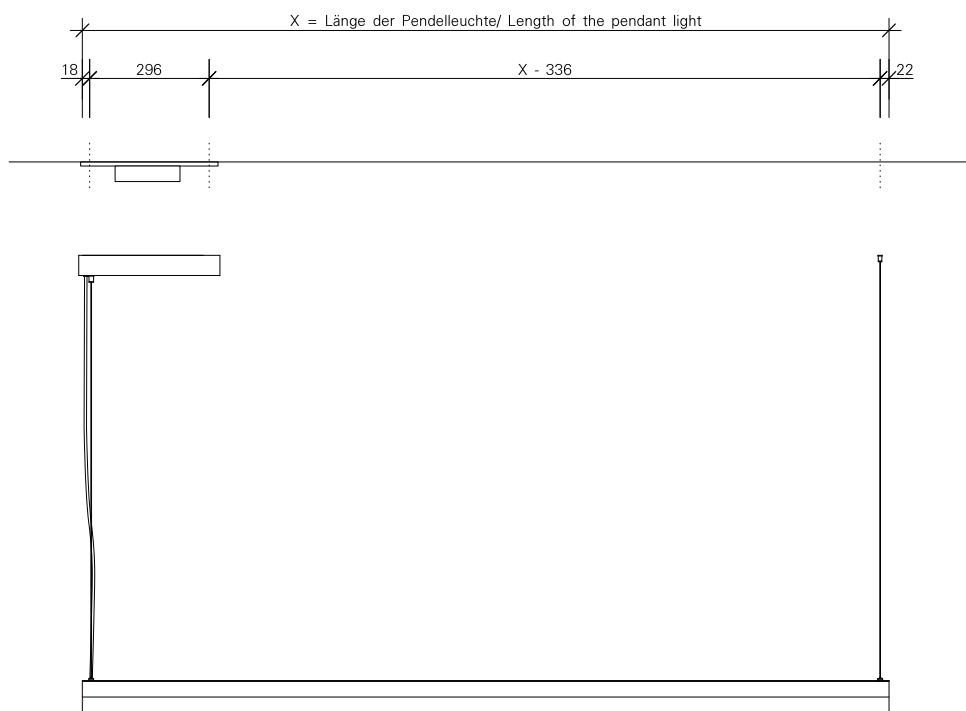 X = Länge der Pendelleuchte/ Length of the pendant light
18 296 X - 336 22